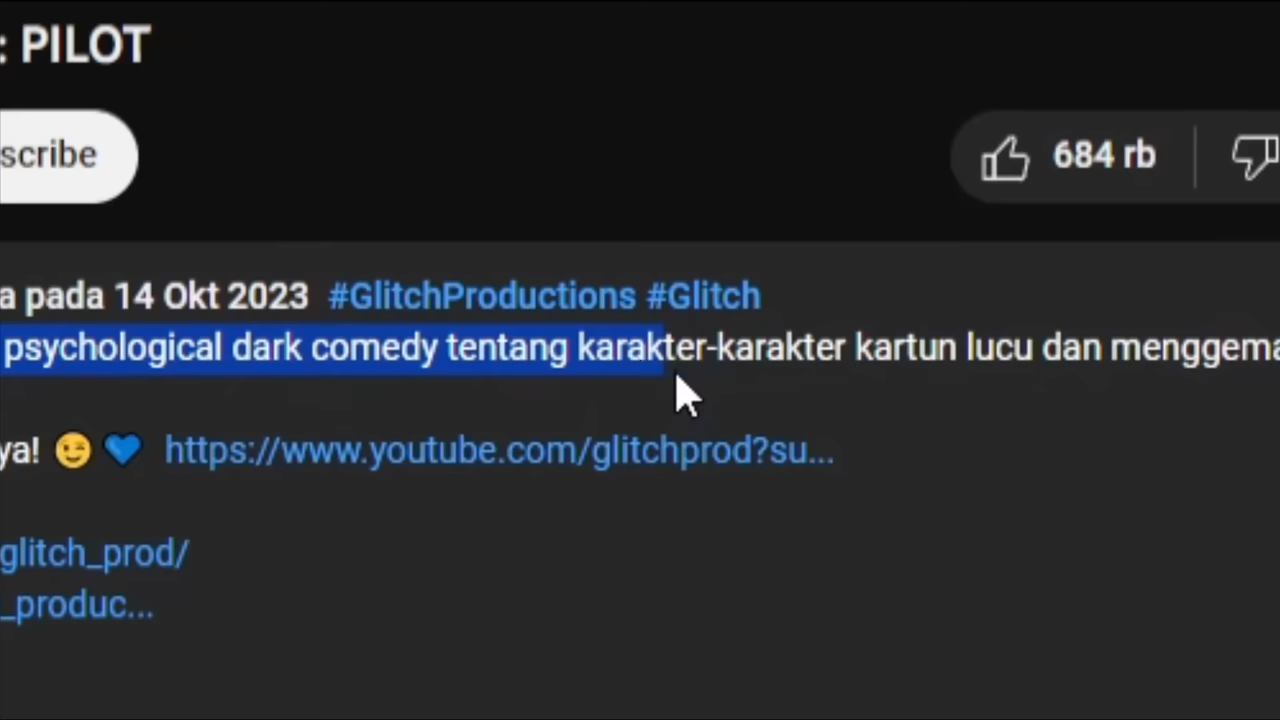 : PILOT
scribe
684 rb
a pada 14 Okt 2023 #GlitchProductions #Glitch
psychological dark comedy tentang karakter-karakter kartun lucu dan menggema
ya! 😉💙 https://www.youtube.com/glitchprod?su...
glitch_prod/
_produc...